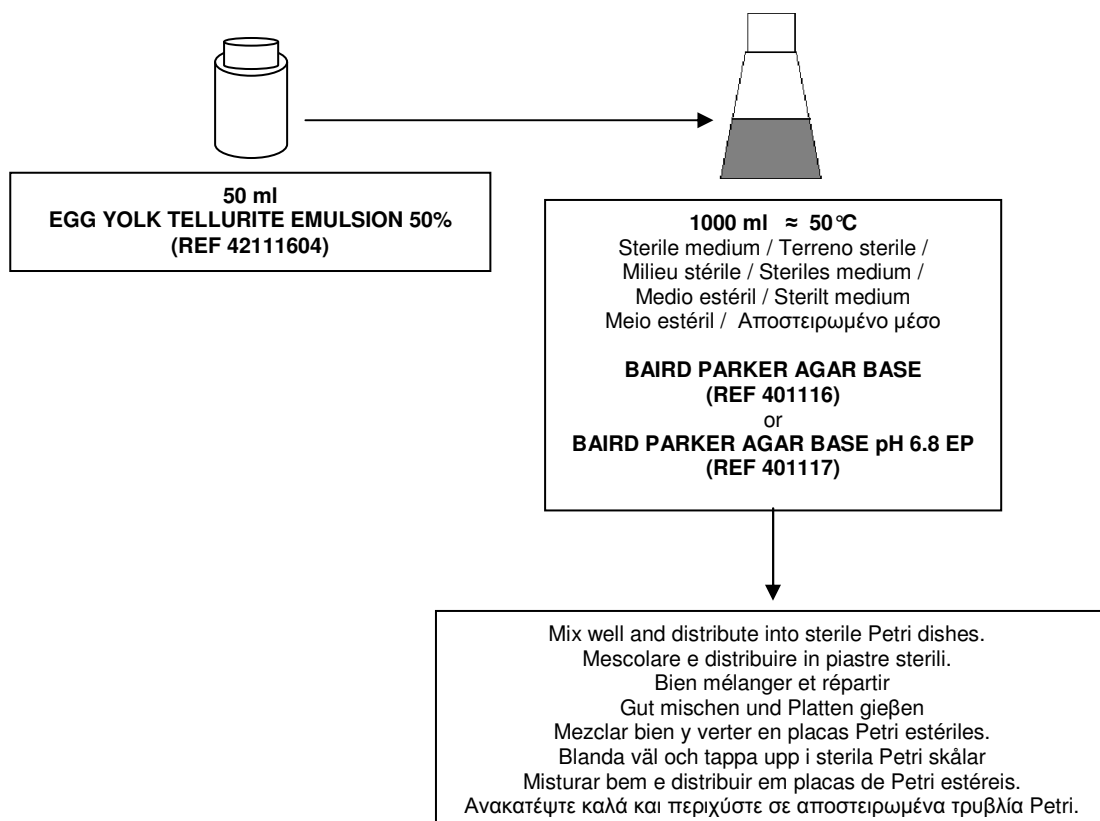 50 ml
EGG YOLK TELLURITE EMULSION 50%
(REF 42111604)
1000 ml ≈ 50°C
Sterile medium / Terreno sterile /
Milieu stérile / Steriles medium /
Medio estéril / Sterilt medium
Meio estéril / Αποστειρωμένο μέσο
BAIRD PARKER AGAR BASE
(REF 401116)
or
BAIRD PARKER AGAR BASE pH 6.8 EP
(REF 401117)
Mix well and distribute into sterile Petri dishes.
Mescolare e distribuire in piastre sterili.
Bien mélanger et répartir
Gut mischen und Platten gieβen
Mezclar bien y verter en placas Petri estériles.
Blanda väl och tappa upp i sterila Petri skålar
Misturar bem e distribuir em placas de Petri estéreis.
Ανακατέψτε καλά και περιχύστε σε αποστειρωμένα τρυβλία Petri.